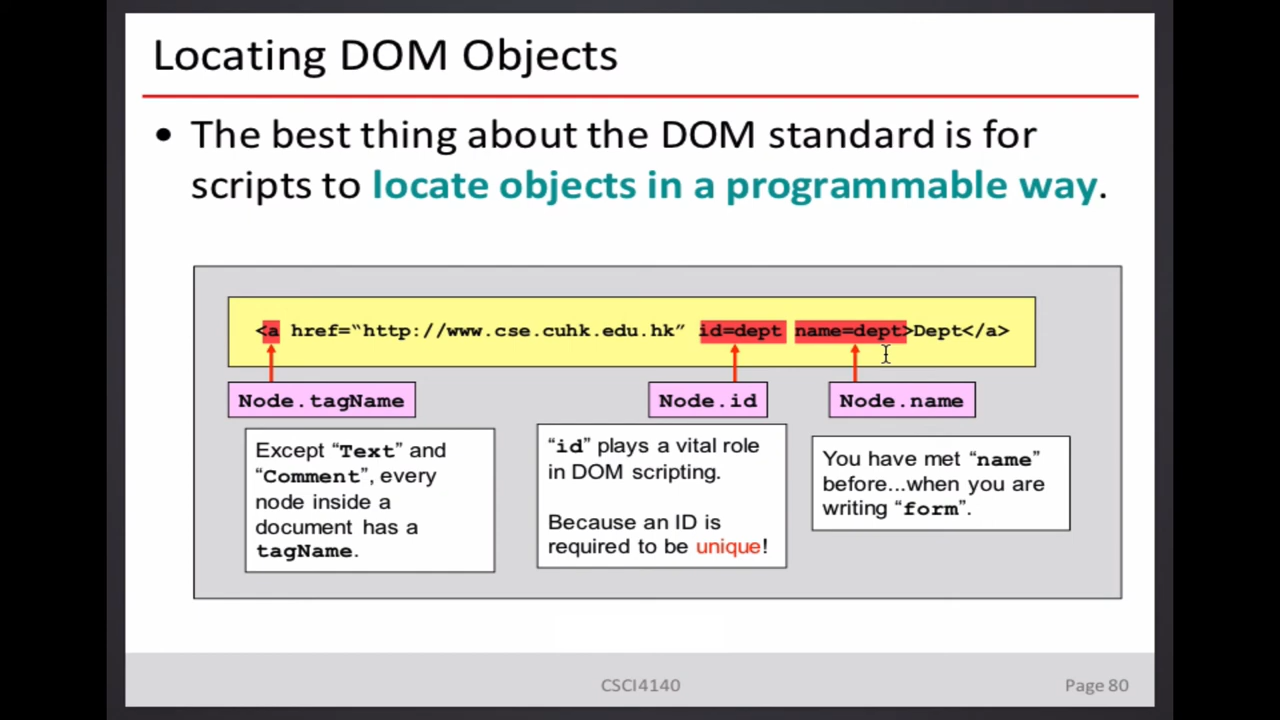 Locating DOM Objects
• The best thing about the DOM standard is for
scripts to locate objects in a programmable way.
<a href=“http://www.cse.cuhk.edu.hk” id=dept name=dept>Dept</a>
Node.tagName
Node.id
Node.name
Except “Text” and
“Comment”, every
node inside a
document has a
tagName.
“id” plays a vital role
in DOM scripting.
Because an ID is
required to be unique!
You have met “name”
before...when you are
writing “form”.
CSCI4140
Page 80